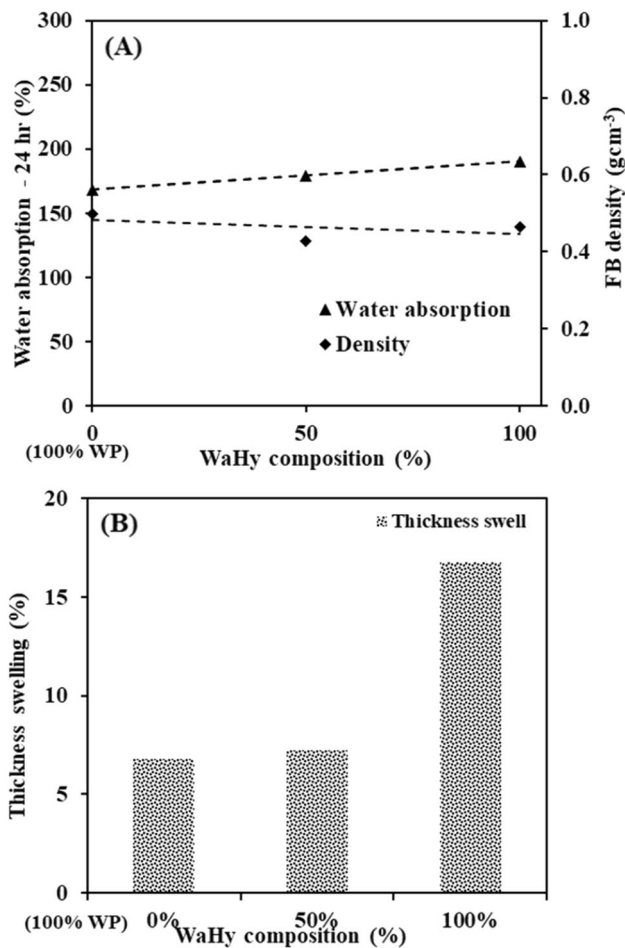 (A)
Water absorption - 24 hr (%)
300
250
200
150
100
50
0
1.0
0.8
0.6
0.4
0.2
0.0
FB density (gcm-3)
Water absorption
Density
0
50
100
(100% WP)
WaHy composition (%)
(B)
Thickness swell
Thickness swelling (%)
20
15
10
5
0
(100% WP)
0%
50%
100%
WaHy composition (%)